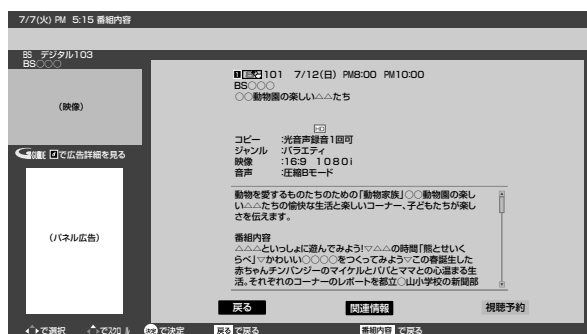 7/7(火) PM 5:15 番組内容
BS デジタル103
BS○○○
(映像)
で広告詳細を見る
(パネル広告)
101 7/12(日) PM8:00 PM10:00
BS○○○
○○動物園の楽しい△△たち
HD
コピー :光音声録音1回可
ジャンル :バラエティ
映像 :16:9 1080i
音声 :圧縮Bモード
動物を愛するものたちのための「動物家族」○○動物園の楽し
い△△たちの愉快な生活と楽しいコーナー、子どもたちが楽し
さを伝えます。
番組内容
△△△といっしょに遊んでみよう!▽△△の時間「熊とせいく
らべ」▽かわいい○○○○をつくってみよう▽この春誕生した
赤ちゃんチンパンジーのマイケルとパパとママとの心温まる生
活。それぞれのコーナーのレポートを都立○山小学校の新聞部
戻る 関連情報 視聴予約
で選択 でスクロール 決定 で決定 戻る で戻る 番組内容 で戻る